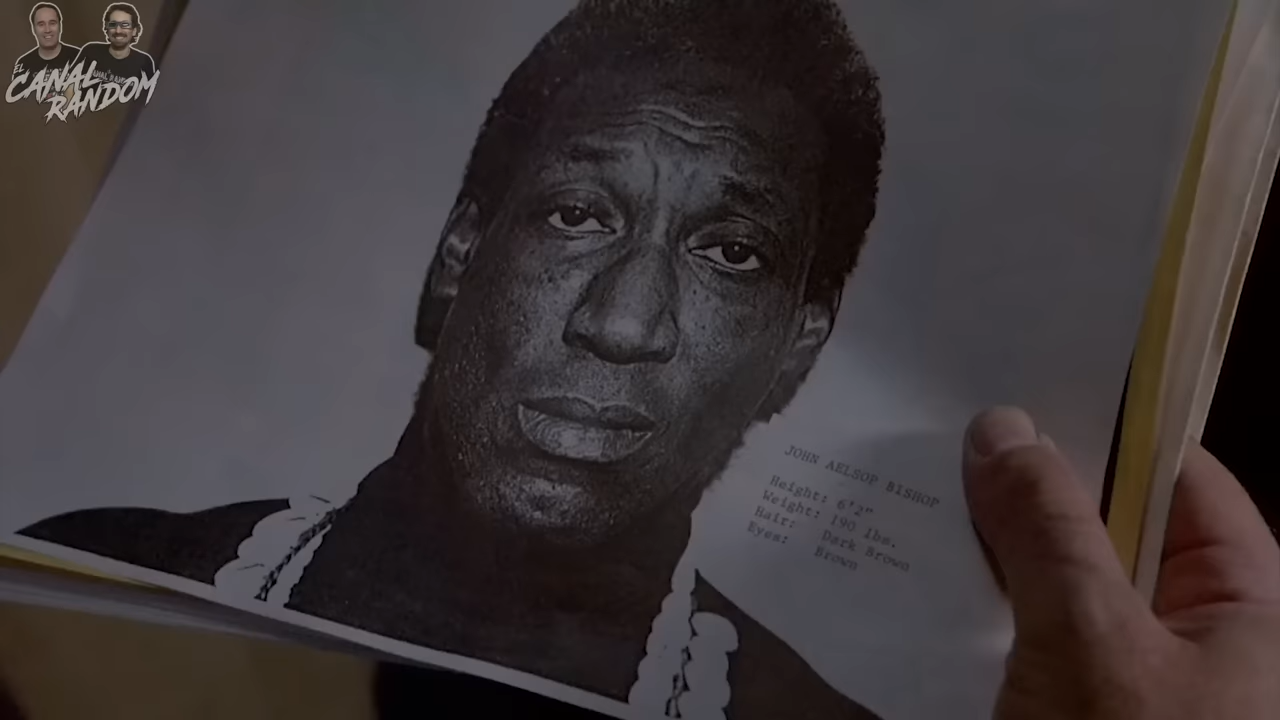 EL
CANAL
RANDOM
JOHN AELSOP BISHOP
Height: 6'2"
Weight: 190 lbs.
Hair: Dark Brown
Eyes: Brown